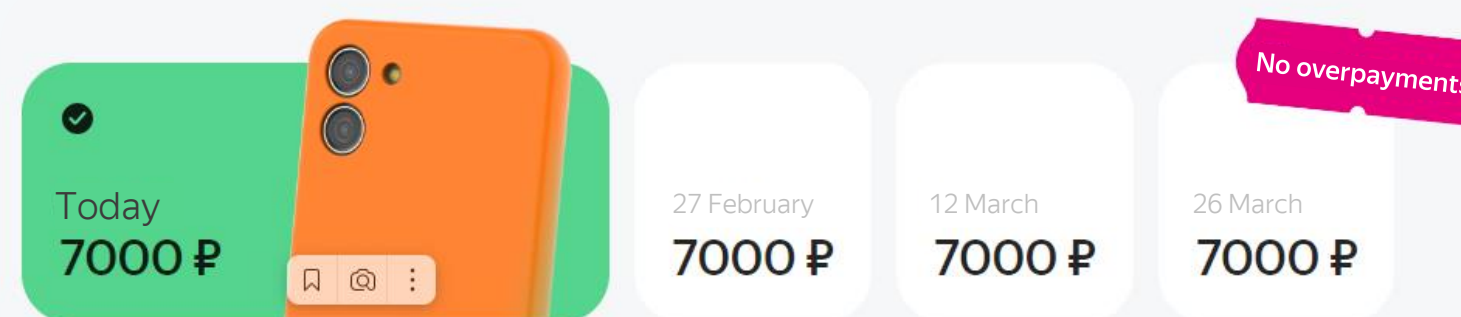 No overpayments
Today
7000 ₽
27 February
7000 ₽
12 March
7000 ₽
26 March
7000 ₽